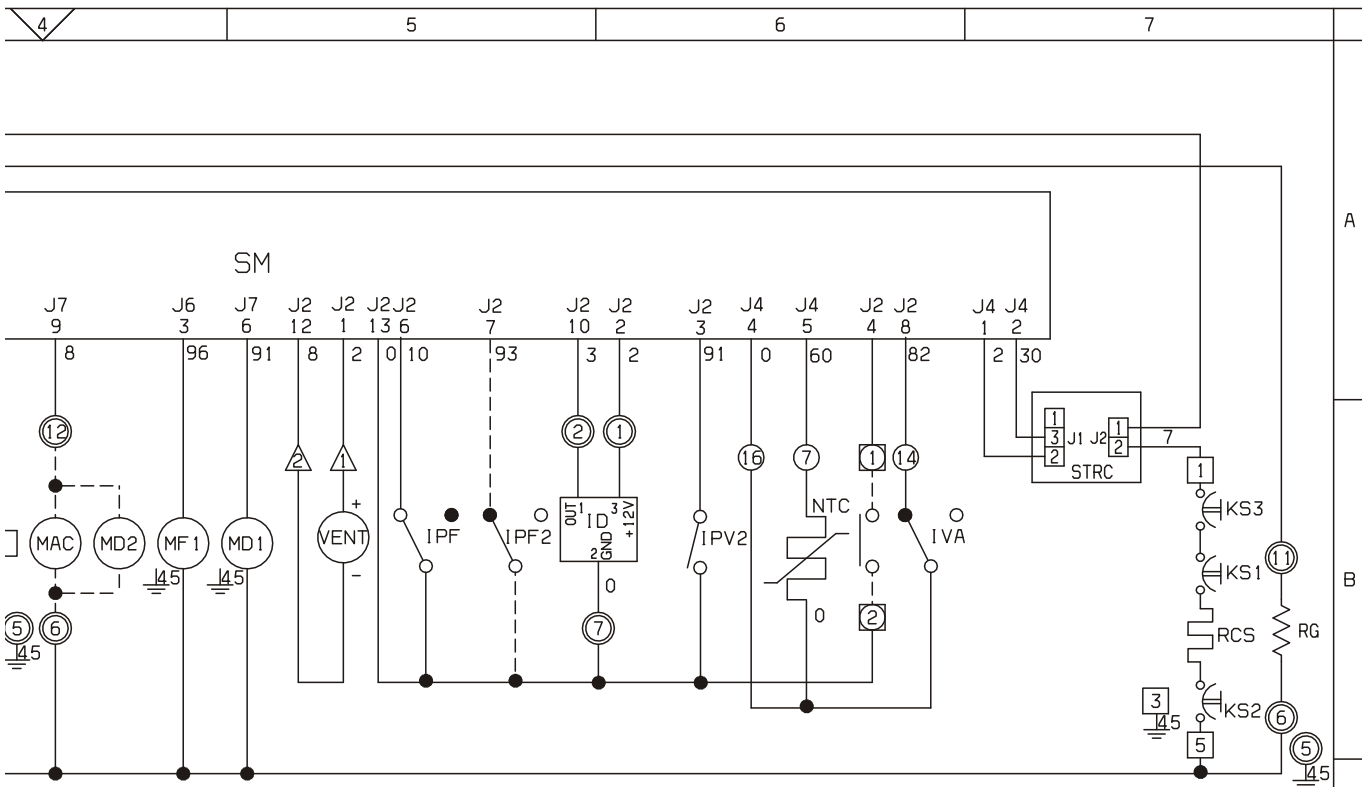 4 5 6 7
A
SM
J7 J6 J7 J2 J2 J2 J2 J2 J2 J2 J2 J4 J4 J2 J2 J4 J4
9 3 6 12 1 13 6 7 10 2 3 4 5 4 8 1 2
8 96 91 8 2 0 10 93 3 2 91 0 60 82 2 30
12 2 1 2 1 16 7 1 14
1 3 2 J1 J2 1 2 7
STRC
1
KS3
OUT 1 ID 3 +12V
2 GND
+
NTC
MAC MD2 MF1 MD1 VENT IPF IPF2 IPV2 IVA
-
45 45
KS1
11
B
0
0
5 6 7 2
45
RCS RG
3
45
KS2
6
5
5
45